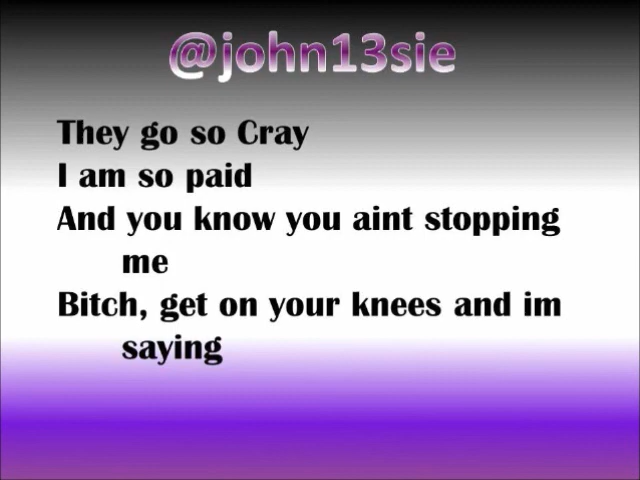 @john13sie
They go so Cray
I am so paid
And you know you aint stopping
me
Bitch, get on your knees and im
saying